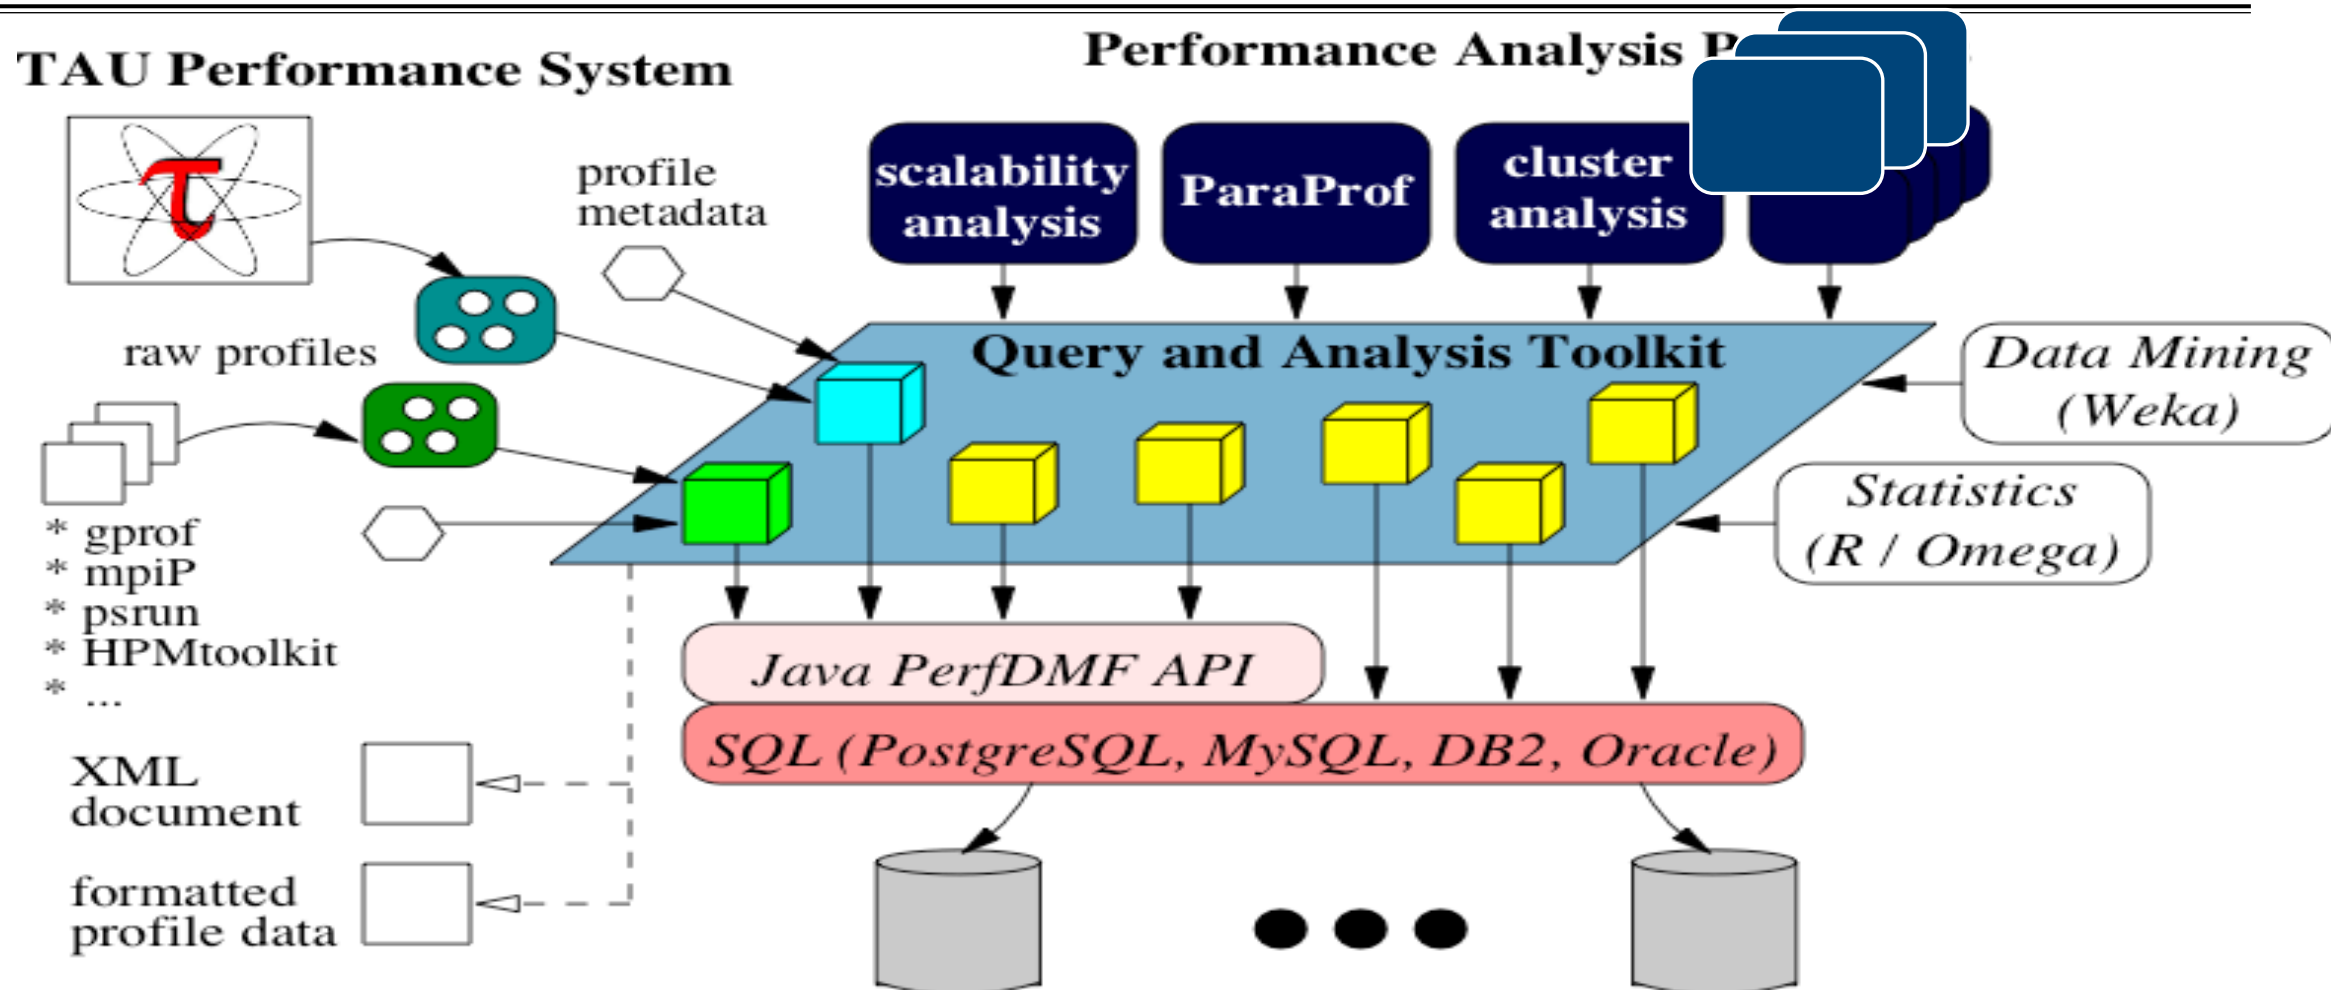 TAU Performance System
Performance Analysis
profile
metadata
scalability
analysis
ParaProf
cluster
analysis
raw profiles
Query and Analysis Toolkit
Data Mining
(Weka)
Statistics
(R / Omega)
* gprof
* mpiP
* psrun
* HPMtoolkit
* ...
Java PerfDMF API
SQL (PostgreSQL, MySQL, DB2, Oracle)
XML
document
formatted
profile data